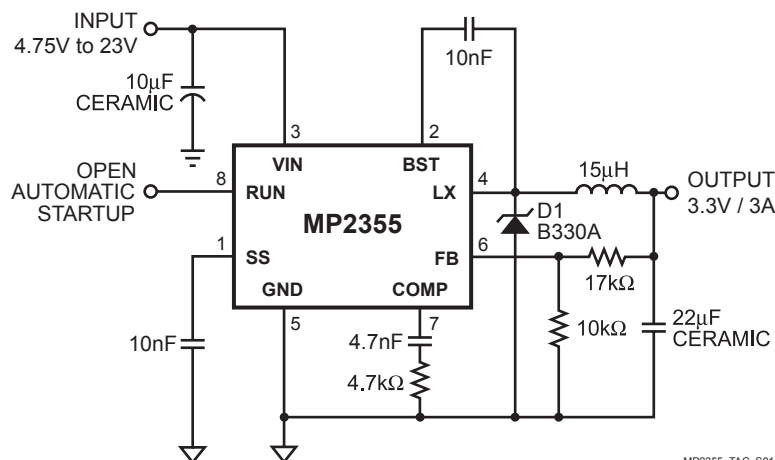 INPUT
4.75V to 23V
10nF
10µF
CERAMIC
3
2
VIN
BST
OPEN
AUTOMATIC
STARTUP
8
RUN
LX
4
15µH
OUTPUT
3.3V / 3A
MP2355
D1
B330A
1
SS
FB
6
17kΩ
GND
COMP
5
7
10nF
4.7nF
4.7kΩ
10kΩ
22µF
CERAMIC
MP2355_TAC_S01